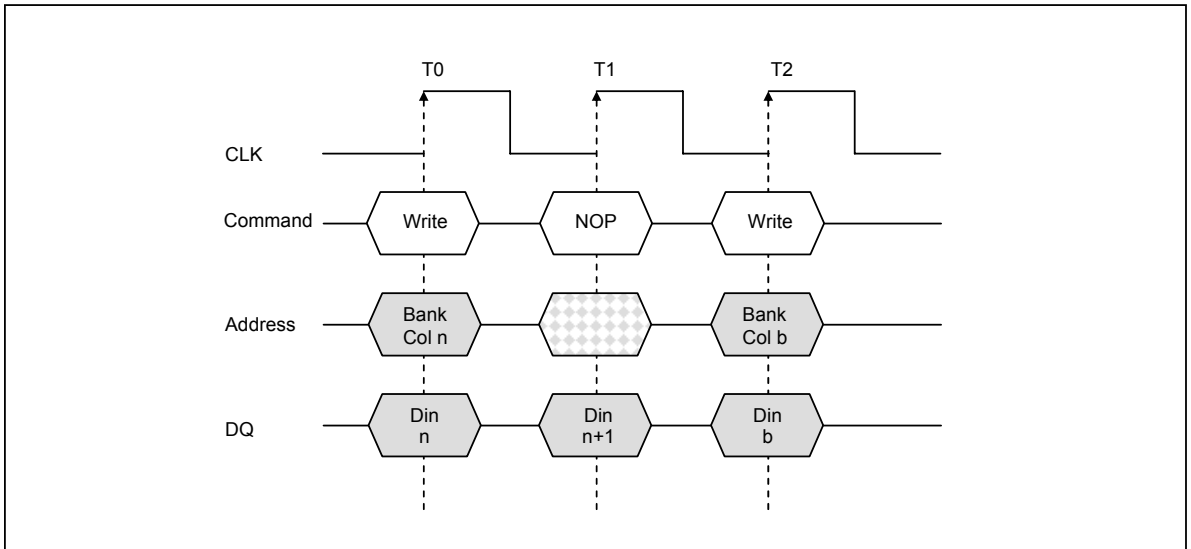 T0 T1 T2
CLK
Command Write NOP Write
Address Bank Col n Bank Col b
DQ Din n Din n+1 Din b